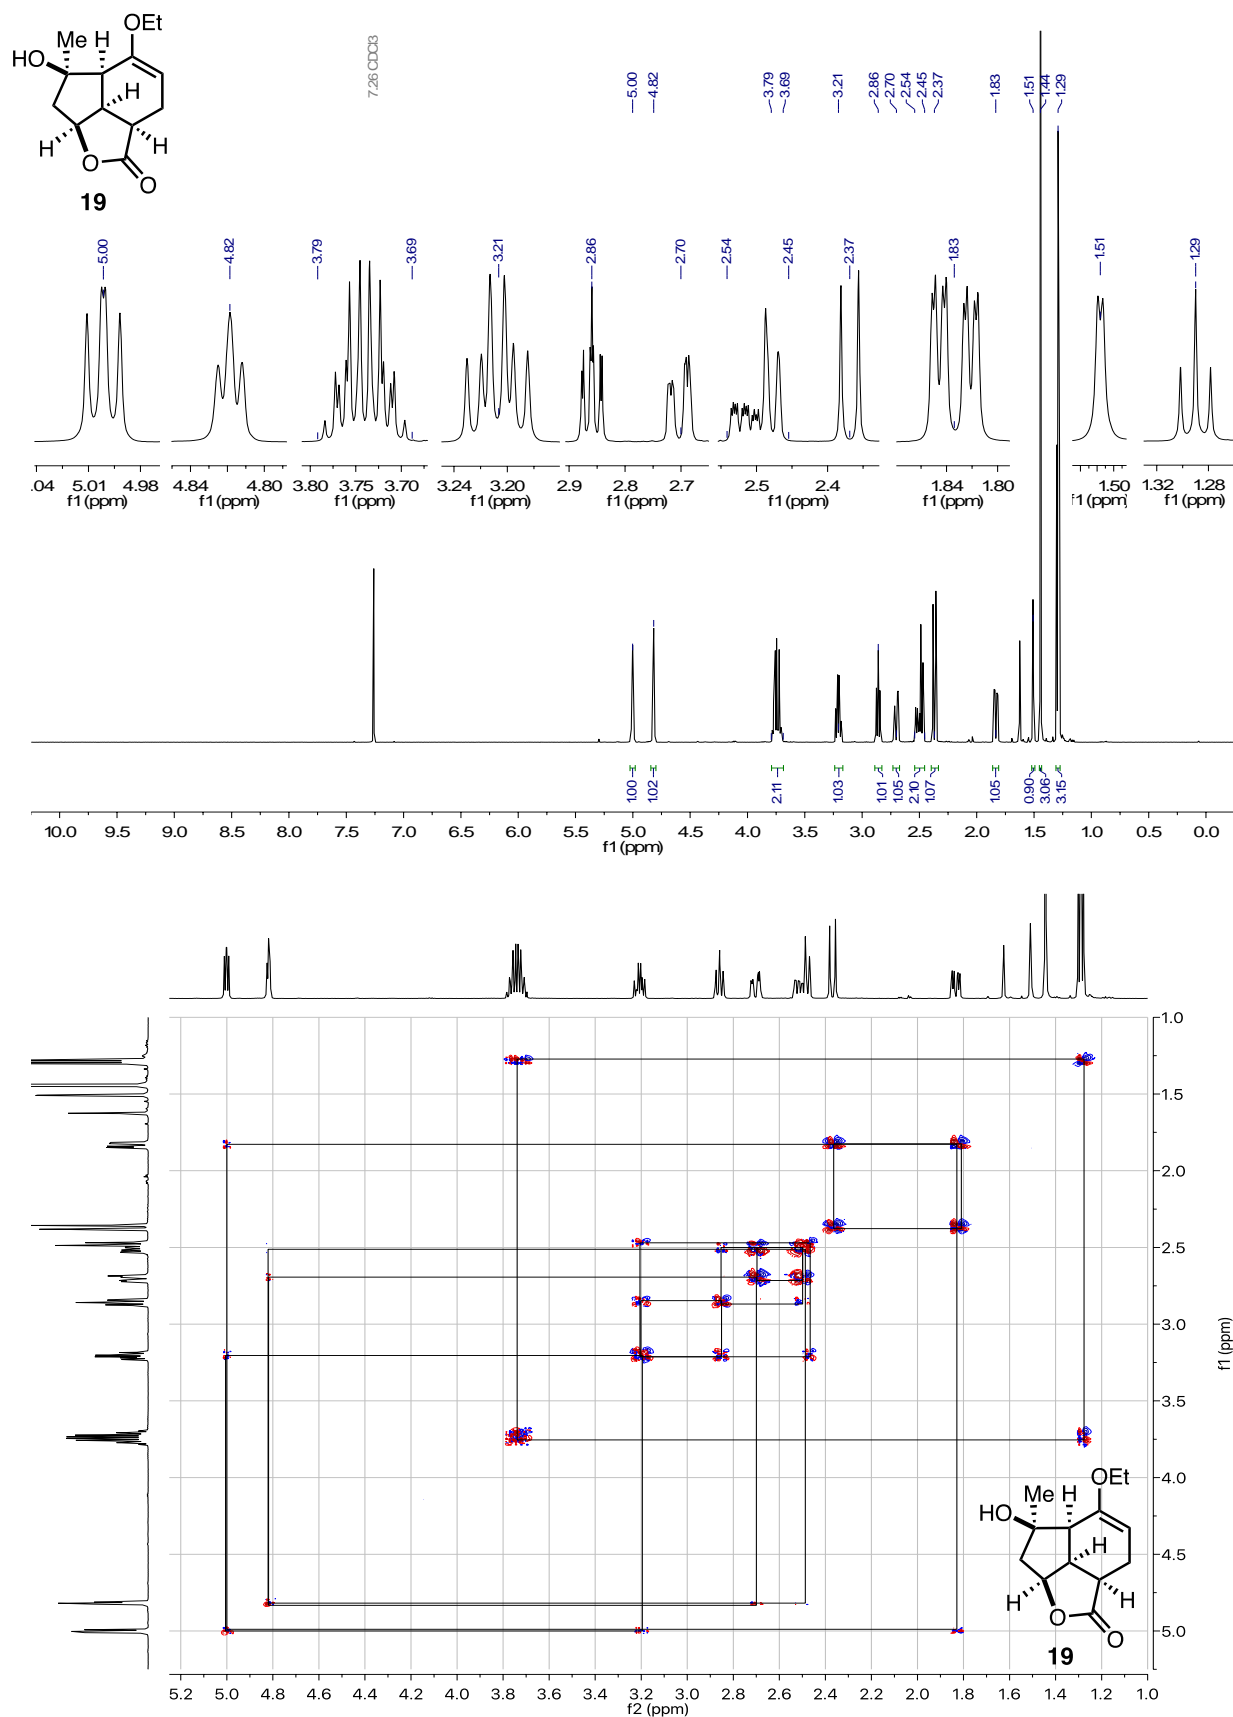 OEt
Me H
HO
H
H
H
O
O
19
7.26 CDCl3
5.00
4.82
3.79
3.69
3.21
2.86
2.70
2.54
2.45
2.37
1.83
1.51
1.44
1.29
5.00
4.82
3.79
3.69
3.21
2.86
2.70
2.54
2.45
2.37
1.83
1.51
1.29
.04 5.01 4.98
f1 (ppm)
4.84 4.80
f1 (ppm)
3.80 3.75 3.70
f1 (ppm)
3.24 3.20
f1 (ppm)
2.9 2.8 2.7
f1 (ppm)
2.5 2.4
f1 (ppm)
1.84 1.80
f1 (ppm)
1.50
f1 (ppm)
1.32 1.28
f1 (ppm)
1.00
1.02
2.11
1.03
1.01
1.05
2.10
1.07
1.05
0.90
3.06
3.15
10.0 9.5 9.0 8.5 8.0 7.5 7.0 6.5 6.0 5.5 5.0 4.5 4.0 3.5 3.0 2.5 2.0 1.5 1.0 0.5 0.0
f1 (ppm)
1.0
1.5
2.0
2.5
3.0
3.5
4.0
4.5
5.0
f1 (ppm)
OEt
Me H
HO
H
H
H
O
O
19
5.2 5.0 4.8 4.6 4.4 4.2 4.0 3.8 3.6 3.4 3.2 3.0 2.8 2.6 2.4 2.2 2.0 1.8 1.6 1.4 1.2 1.0
f2 (ppm)